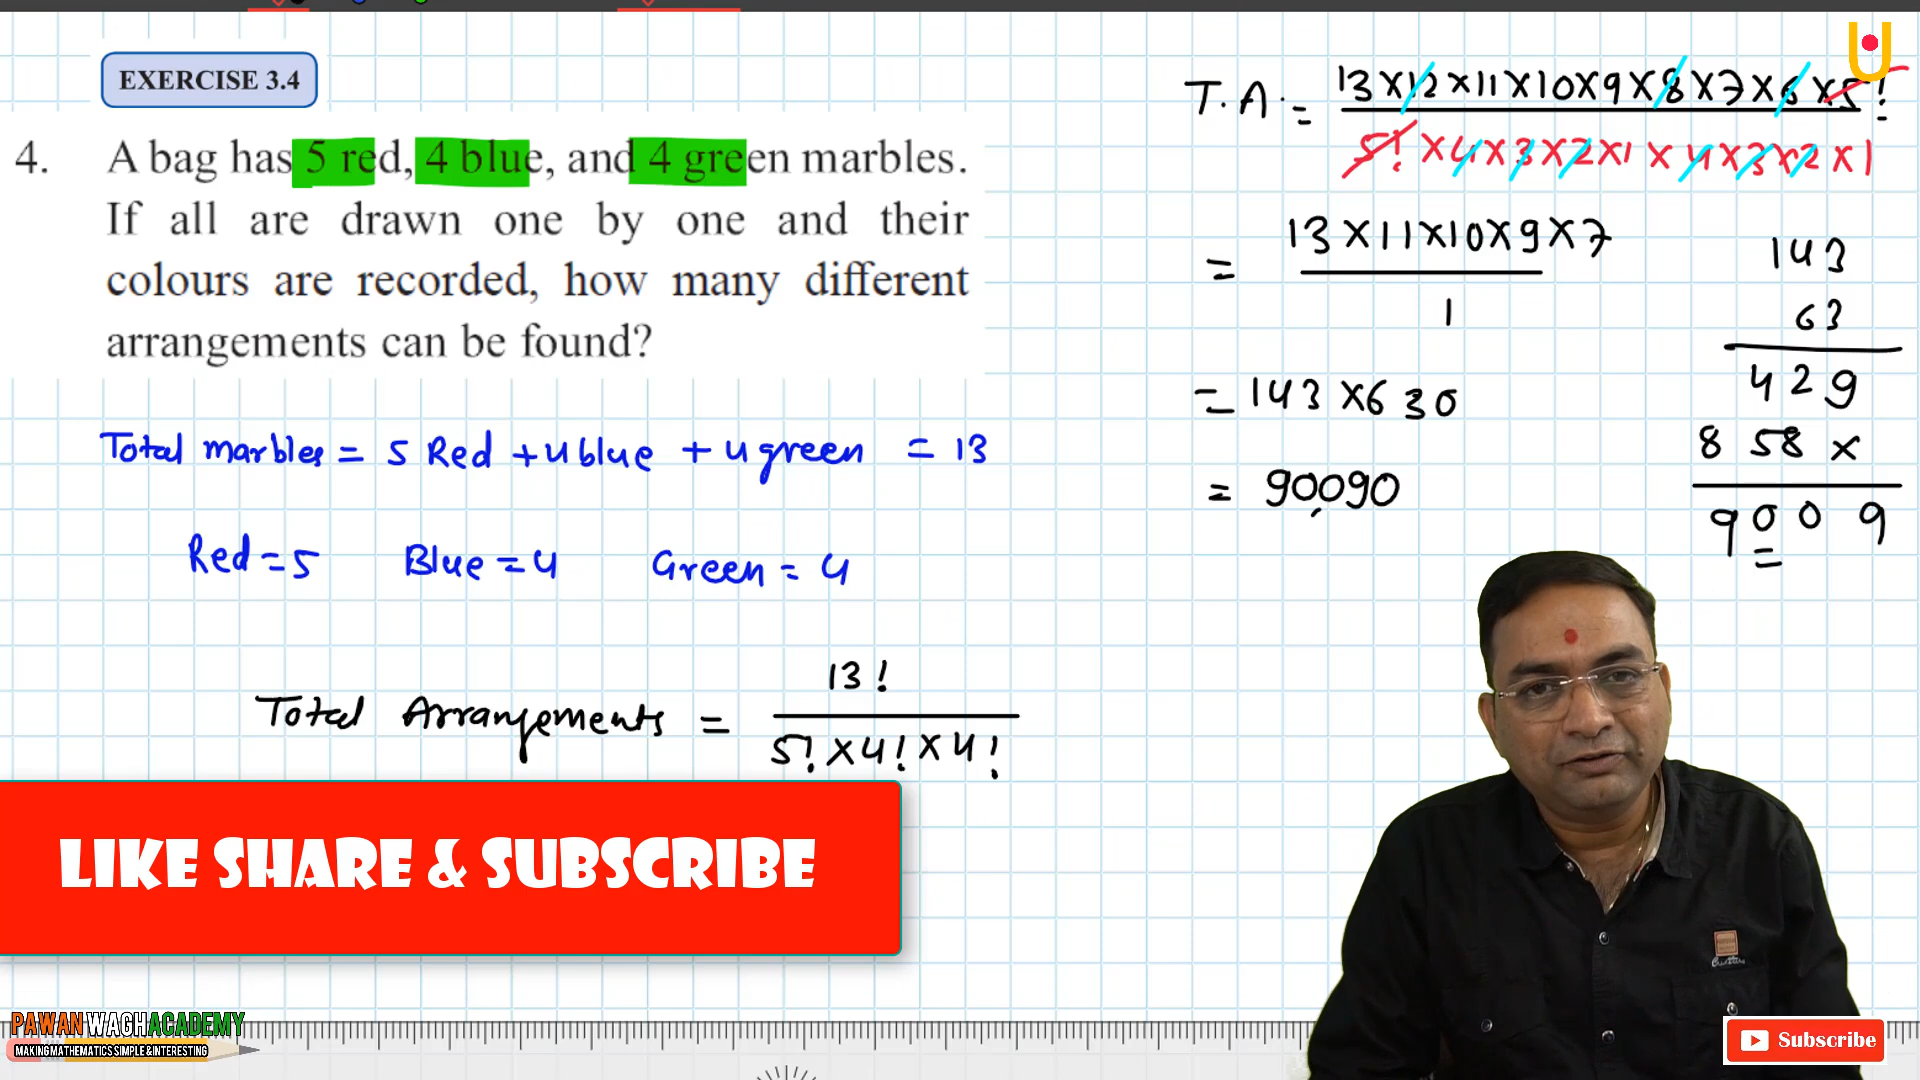 EXERCISE 3.4
4. A bag has 5 red, 4 blue, and 4 green marbles.
If all are drawn one by one and their
colours are recorded, how many different
arrangements can be found?
Total marbles = 5 Red + 4 blue + 4 green = 13
Red = 5 Blue = 4 Green = 4
Total Arrangements = 13! / 5! × 4! × 4!
T.A. = 13 × 12 × 11 × 10 × 9 × 8 × 7 × 6 × 5! / 5! × 4 × 3 × 2 × 1 × 4 × 3 × 2 × 1
= 13 × 11 × 10 × 9 × 7 / 1
= 143 × 630
= 90090
143
63
429
858 ×
9009
LIKE SHARE & SUBSCRIBE
PAWAN WAGH ACADEMY
MAKING MATHEMATICS SIMPLE & INTERESTING
Subscribe